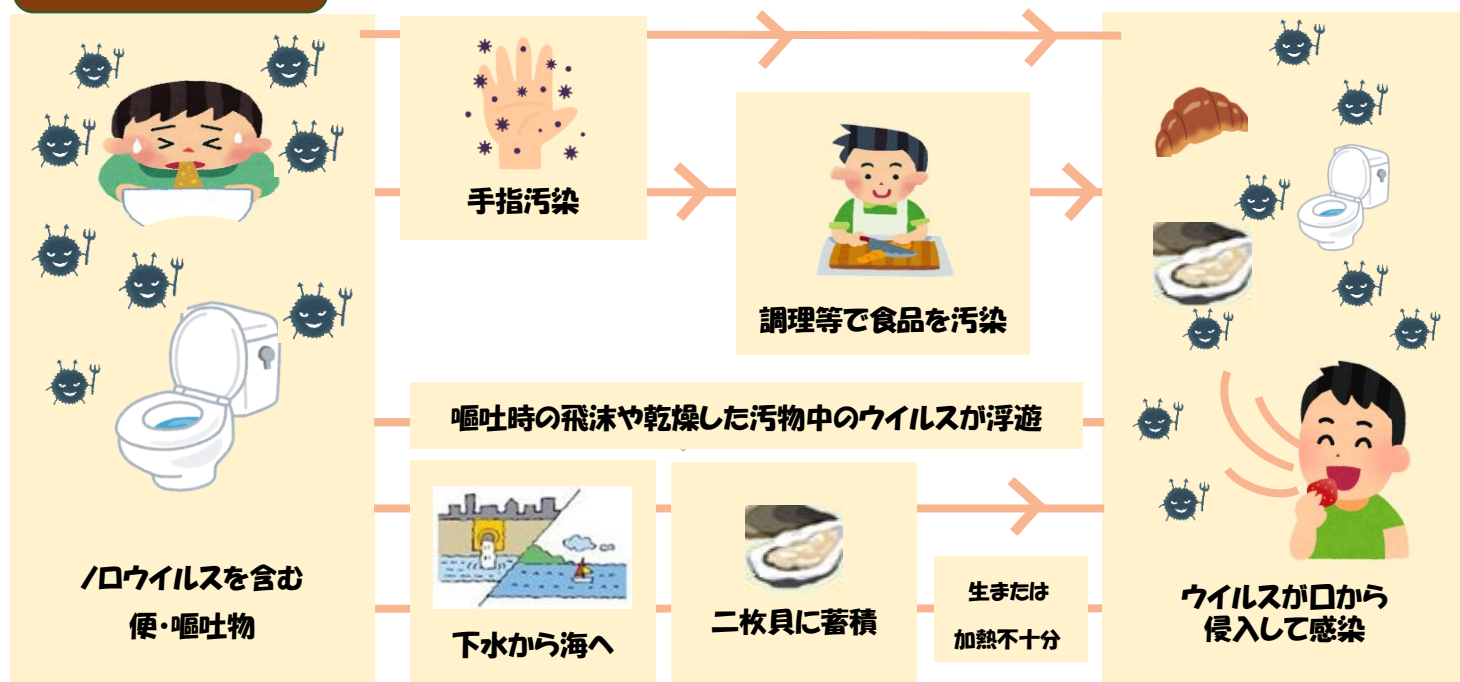 手指汚染
調理等で食品を汚染
嘔吐時の飛沫や乾燥した汚物中のウイルスが浮遊
ノロウイルスを含む
便・嘔吐物
下水から海へ
二枚貝に蓄積
生または
加熱不十分
ウイルスが口から
侵入して感染